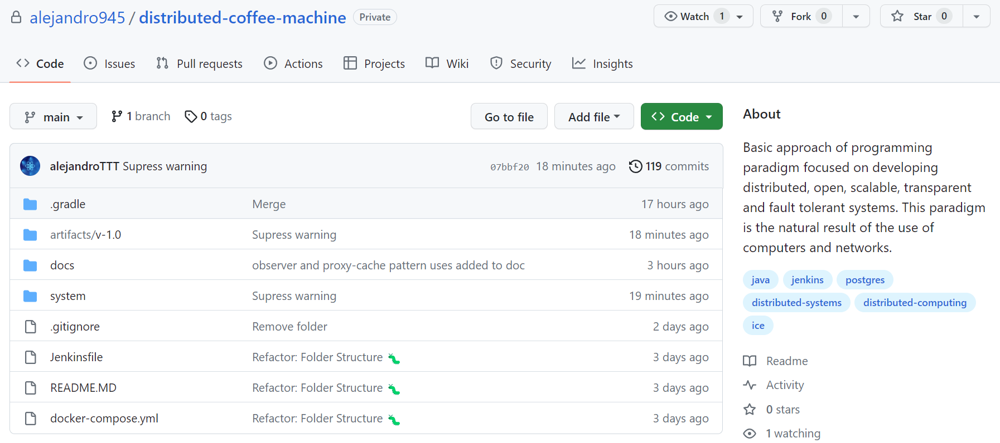 alejandro945 / distributed-coffee-machine Private Watch 1 Fork 0 Star 0
Code Issues Pull requests Actions Projects Wiki Security Insights
main 1 branch 0 tags Go to file Add file Code
alejandroTTT Supress warning 07bbf20 18 minutes ago 119 commits
.gradle Merge 17 hours ago
artifacts/v-1.0 Supress warning 18 minutes ago
docs observer and proxy-cache pattern uses added to doc 3 hours ago
system Supress warning 19 minutes ago
.gitignore Remove folder 2 days ago
Jenkinsfile Refactor: Folder Structure 🐛 3 days ago
README.MD Refactor: Folder Structure 🐛 3 days ago
docker-compose.yml Refactor: Folder Structure 🐛 3 days ago
About
Basic approach of programming
paradigm focused on developing
distributed, open, scalable, transparent
and fault tolerant systems. This paradigm
is the natural result of the use of
computers and networks.
java jenkins postgres
distributed-systems distributed-computing
ice
Readme
Activity
0 stars
1 watching